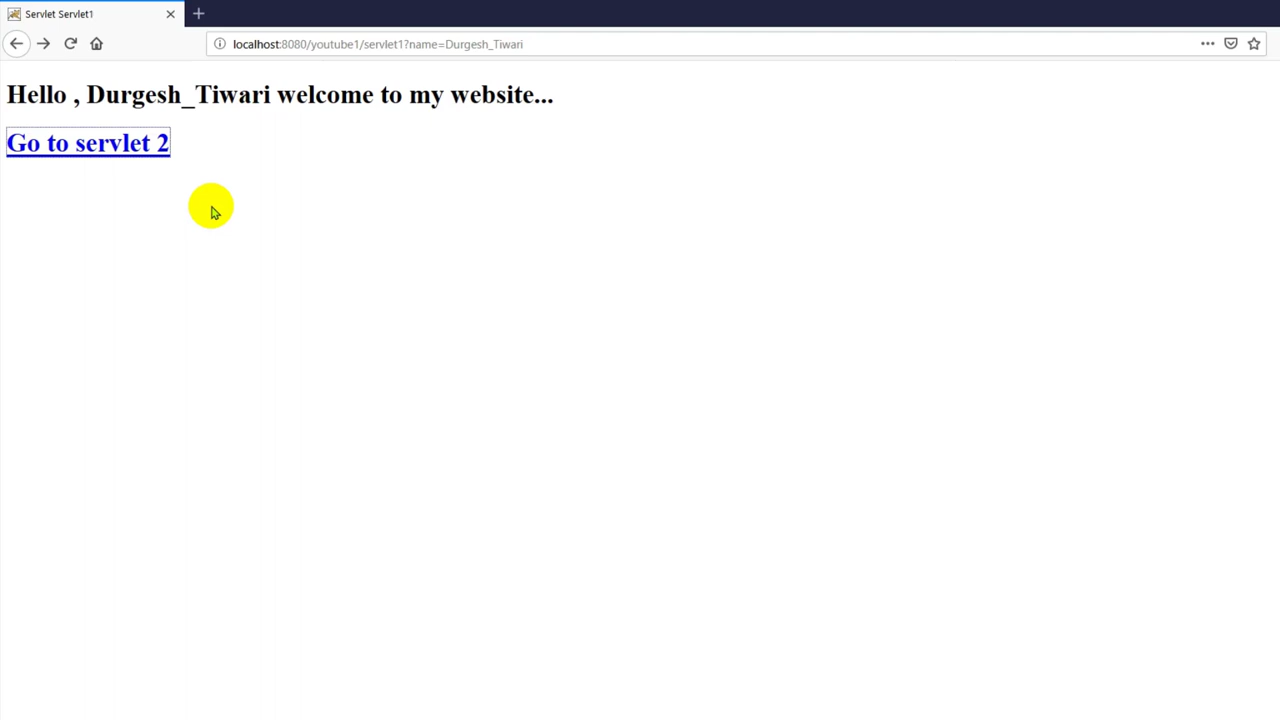 Servlet Servlet1
localhost:8080/youtube1/servlet1?name=Durgesh_Tiwari
Hello , Durgesh_Tiwari welcome to my website...
Go to servlet 2